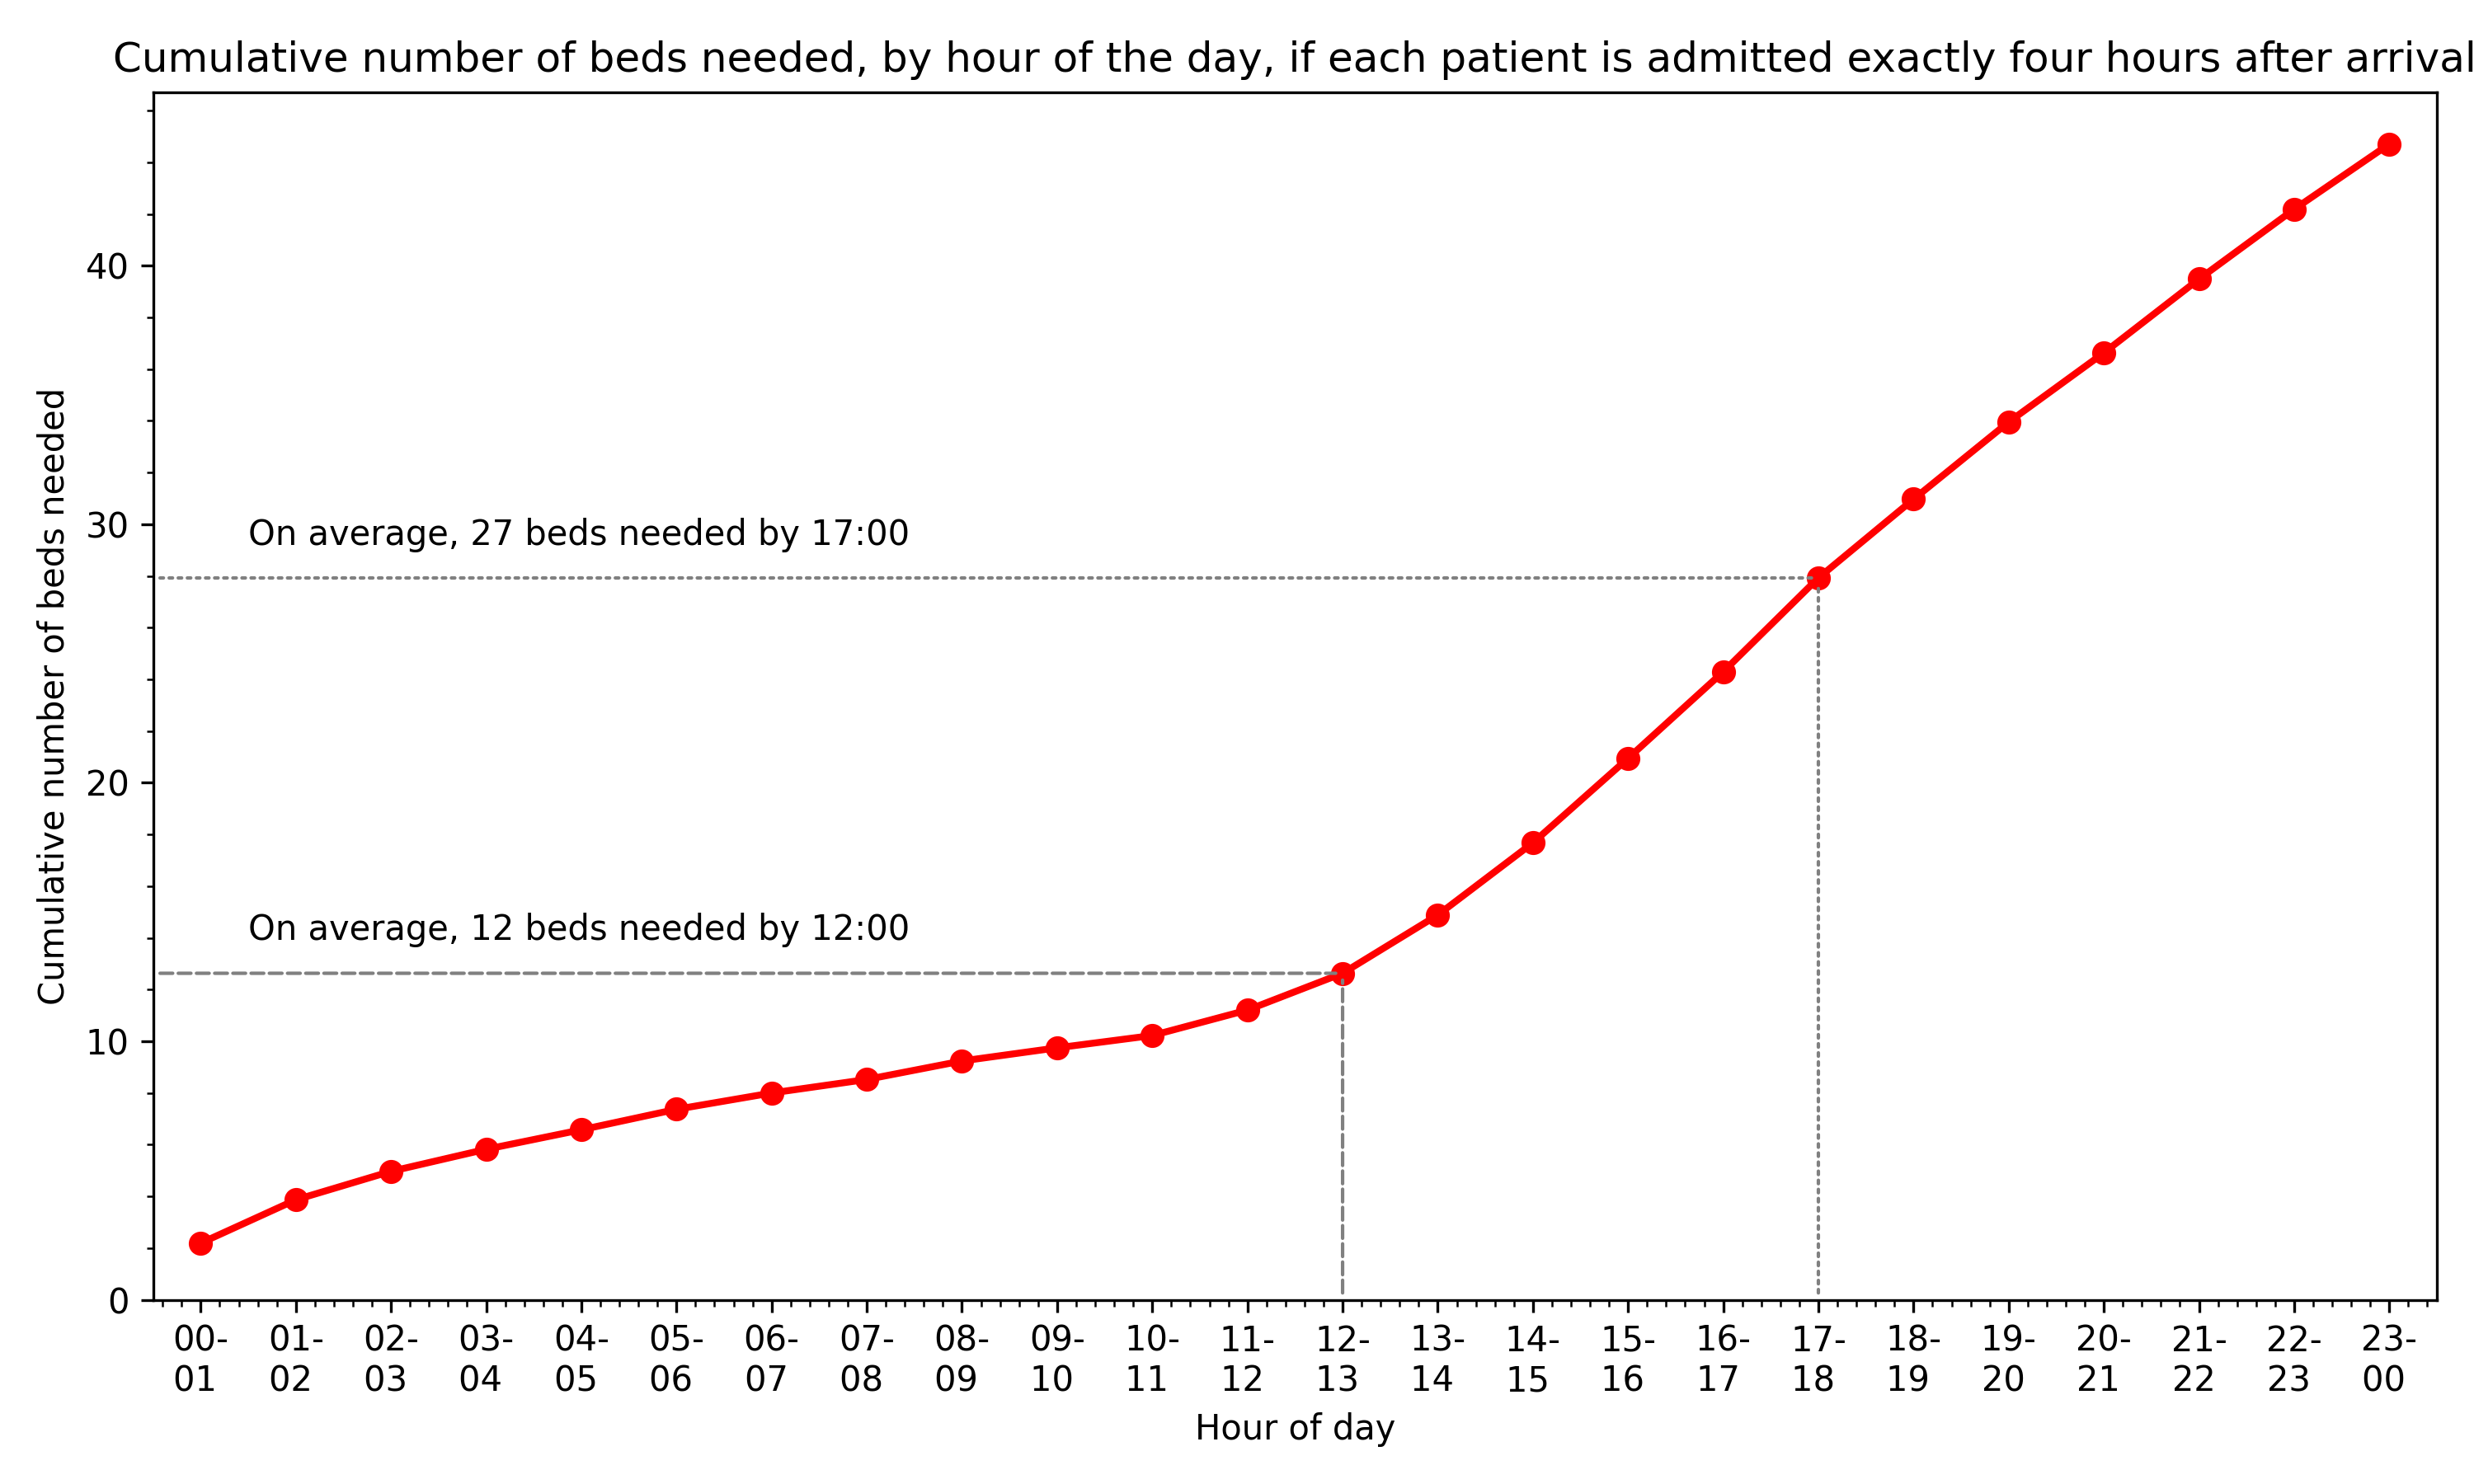 Cumulative number of beds needed, by hour of the day, if each patient is admitted exactly four hours after arrival
Cumulative number of beds needed
40
30
20
10
0
On average, 27 beds needed by 17:00
On average, 12 beds needed by 12:00
00- 01- 02- 03- 04- 05- 06- 07- 08- 09- 10- 11- 12- 13- 14- 15- 16- 17- 18- 19- 20- 21- 22- 23-
01 02 03 04 05 06 07 08 09 10 11 12 13 14 15 16 17 18 19 20 21 22 23 00
Hour of day